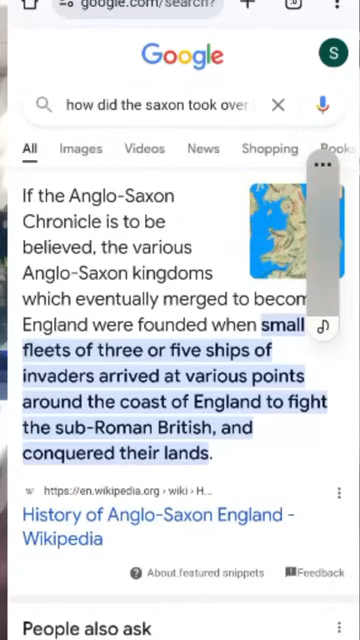 google.com/search?
Google
S
how did the saxon took over
All Images Videos News Shopping Books
If the Anglo-Saxon
Chronicle is to be
believed, the various
Anglo-Saxon kingdoms
which eventually merged to becom
England were founded when small
fleets of three or five ships of
invaders arrived at various points
around the coast of England to fight
the sub-Roman British, and
conquered their lands.
W https://en.wikipedia.org › wiki › H...
History of Anglo-Saxon England -
Wikipedia
About featured snippets Feedback
People also ask